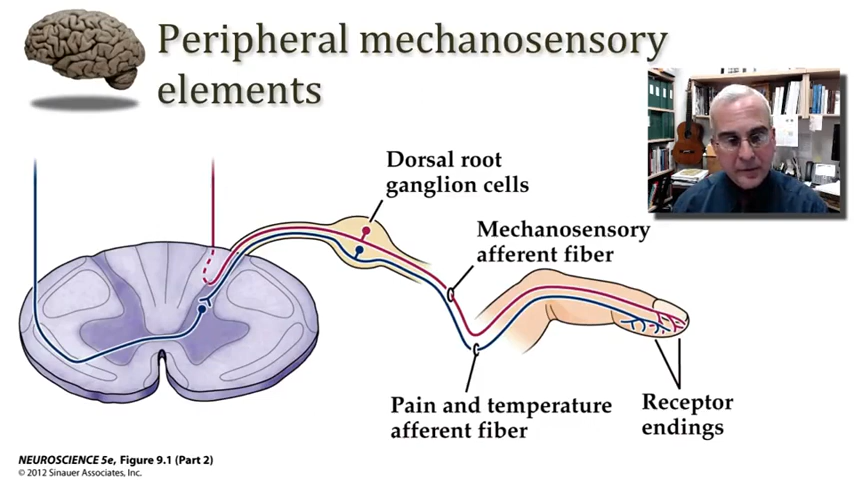 Peripheral mechanosensory
elements
Dorsal root
ganglion cells
Mechanosensory
afferent fiber
Pain and temperature
afferent fiber
Receptor
endings
NEUROSCIENCE 5e, Figure 9.1 (Part 2)
© 2012 Sinauer Associates, Inc.